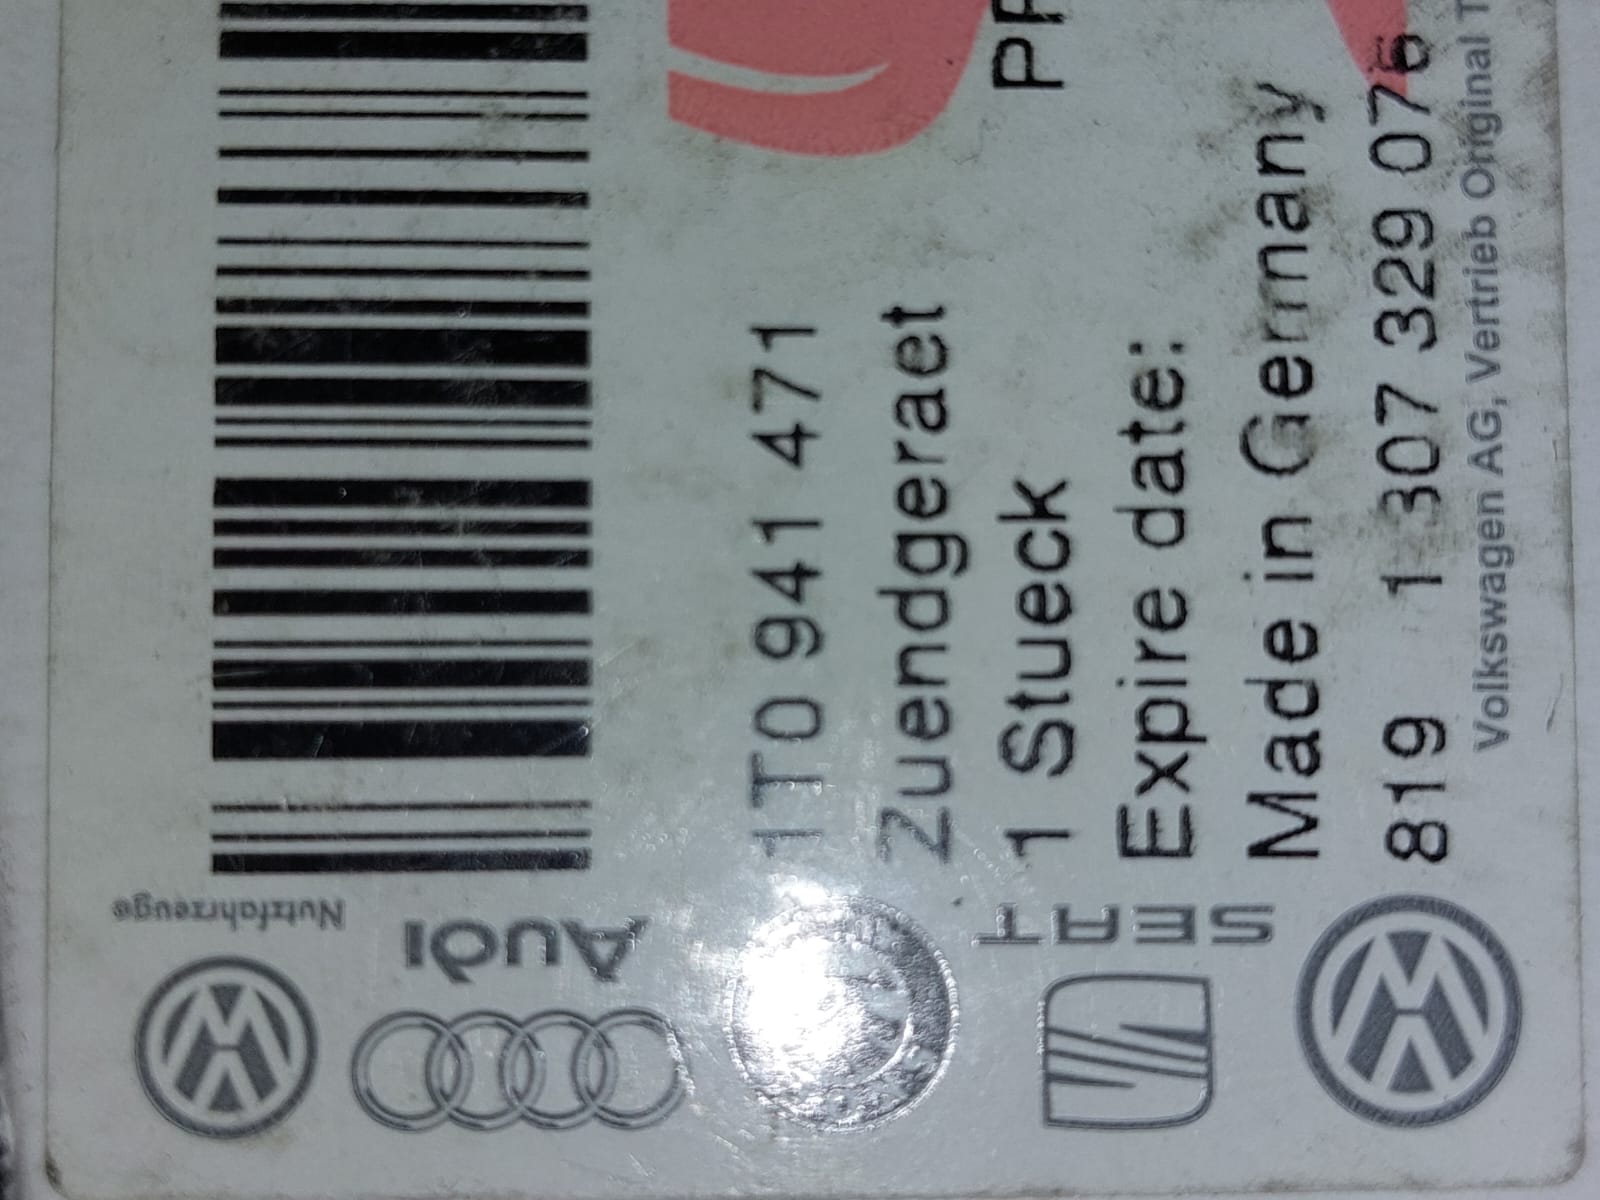 1T0 941 471
Zuendgeraet
1 Stueck
PR
Expire date:
Made in Germany
819 1 307 329 076
Volkswagen AG, Vertrieb Original T
Nutzfahrzeuge
Audi
SEAT